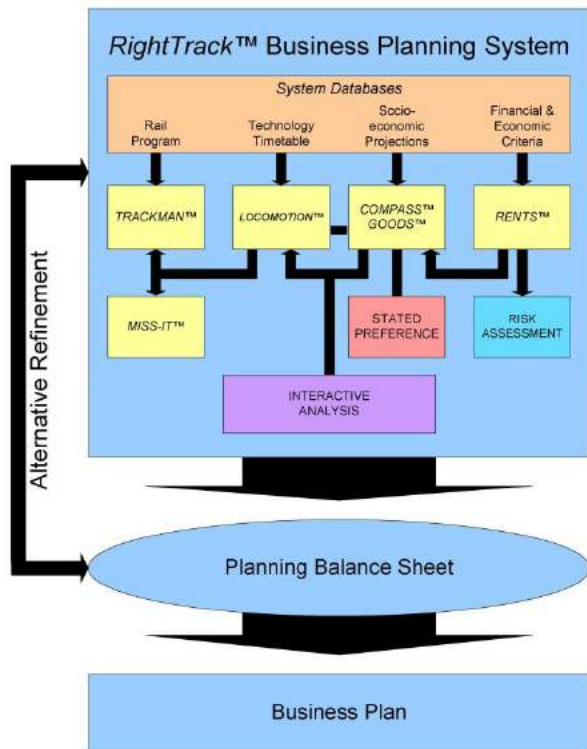 RightTrack™ Business Planning System
System Databases
Rail
Program
Technology
Timetable
Socio-
economic
Projections
Financial &
Economic
Criteria
TRACKMAN™
LOCOMOTION™
COMPASS™
GOODS™
RENTS™
MISS-IT™
STATED
PREFERENCE
RISK
ASSESSMENT
INTERACTIVE
ANALYSIS
Alternative Refinement
Planning Balance Sheet
Business Plan